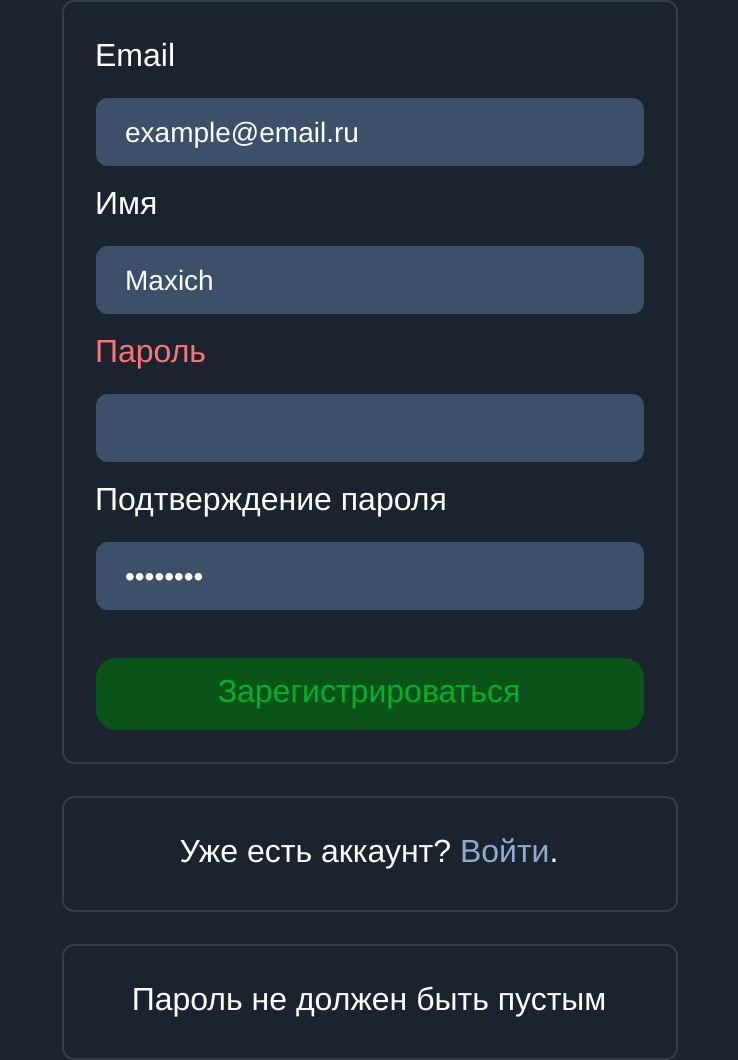 Email
example@email.ru
Имя
Maxich
Пароль
Подтверждение пароля
••••••••
Зарегистрироваться
Уже есть аккаунт? Войти.
Пароль не должен быть пустым